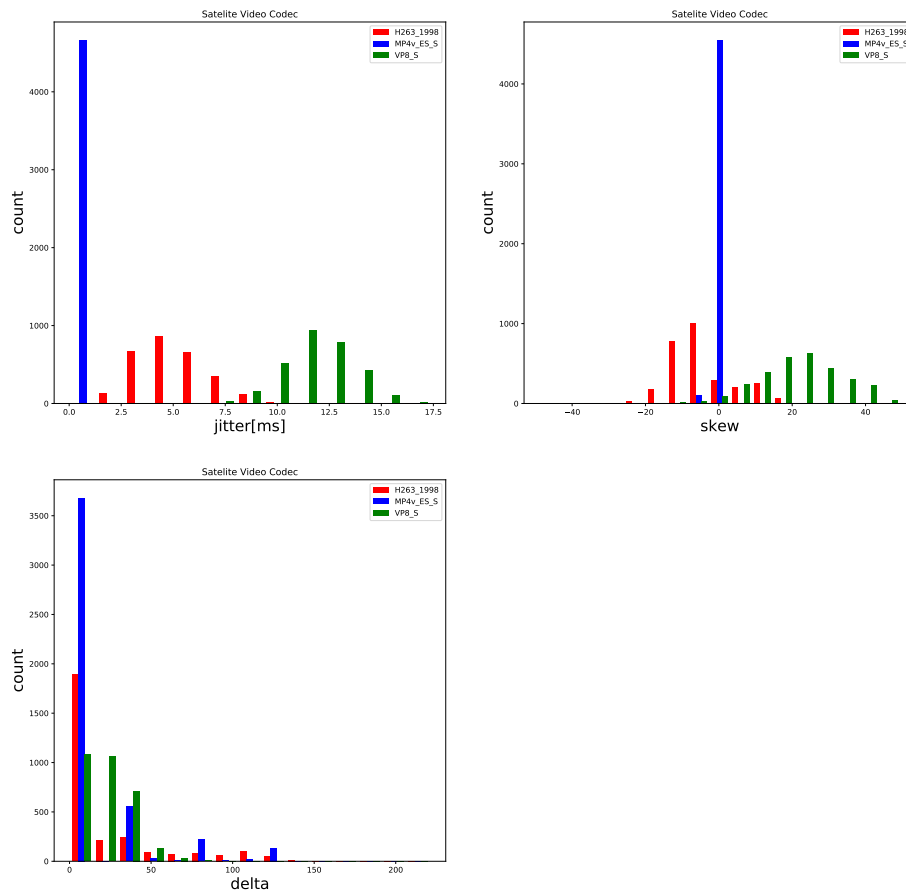 Satelite Video Codec
H263_1998
MP4v_ES_S
VP8_S
4000
3000
2000
1000
0
count
0.0 2.5 5.0 7.5 10.0 12.5 15.0 17.5
jitter[ms]
Satelite Video Codec
H263_1998
MP4v_ES_S
VP8_S
4000
3000
2000
1000
0
count
−40 −20 0 20 40
skew
Satelite Video Codec
H263_1998
MP4v_ES_S
VP8_S
3500
3000
2500
2000
1500
1000
500
0
count
0 50 100 150 200
delta